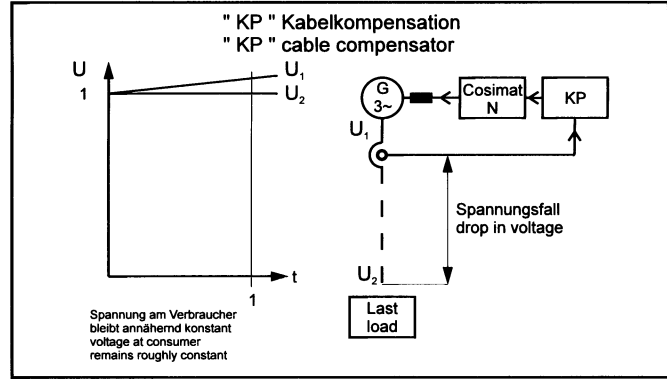 " KP " Kabelkompensation
" KP " cable compensator
U
1
U1
U2
t
1
Spannung am Verbraucher
bleibt annähernd konstant
voltage at consumer
remains roughly constant
G
3~
Cosimat
N
KP
U1
Spannungsfall
drop in voltage
U2
Last
load